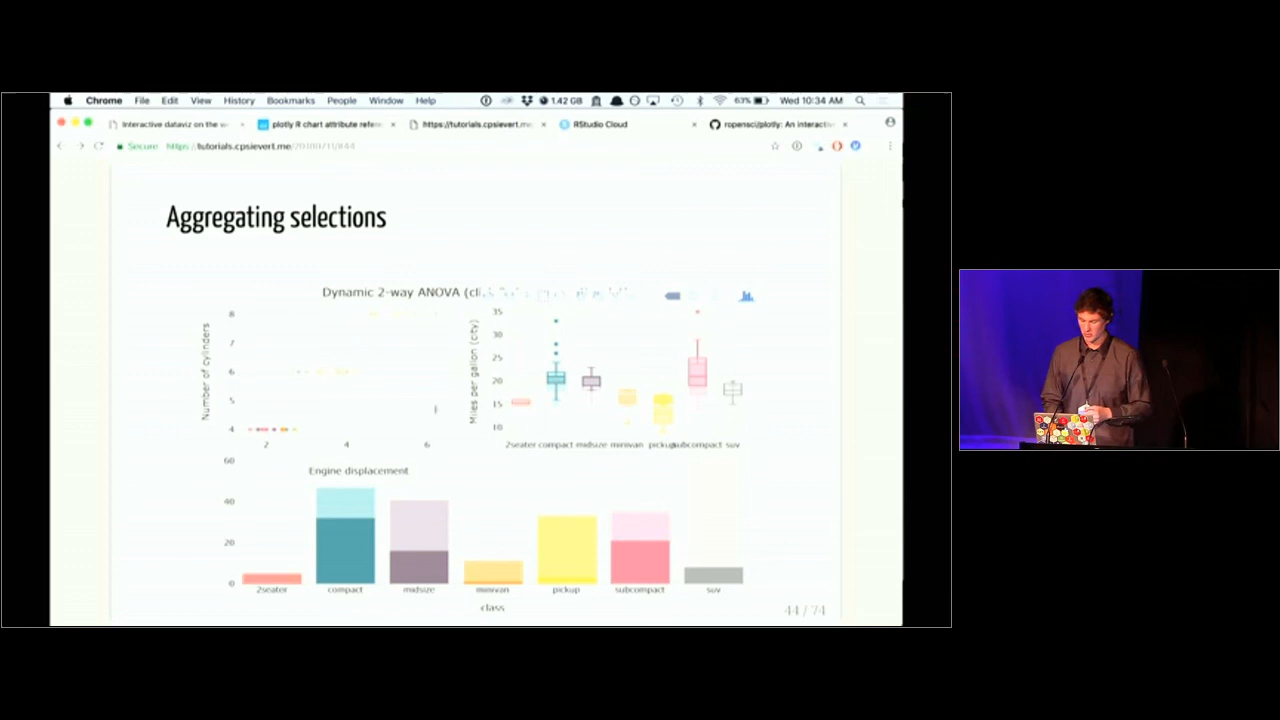 Chrome File Edit View History Bookmarks People Window Help 1.42 GB 63% Wed 10:34 AM
Interactive dataviz on the w plotly R chart attribute refere https://tutorials.cpsievert.me RStudio Cloud ropensci/plotly: An interactiv
Secure https://tutorials.cpsievert.me
Aggregating selections
Dynamic 2-way ANOVA
Number of cylinders
8
7
6
5
4
2 4 6
Engine displacement
Miles per gallon (city)
35
30
25
20
15
10
2seater compact midsize minivan pickup subcompact suv
60
40
20
0
2seater compact midsize minivan pickup subcompact suv
class
44 / 74